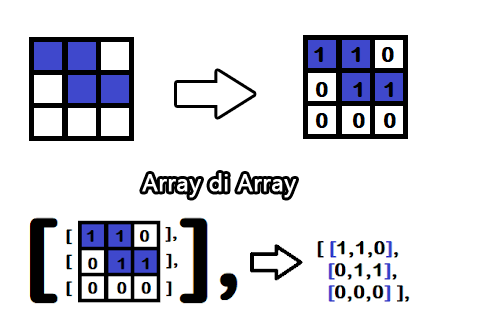 1 1 0
0 1 1
0 0 0
Array di Array
[ [ 1 1 0 ],
[ 0 1 1 ],
[ 0 0 0 ] ],
[ [1,1,0],
[0,1,1],
[0,0,0] ],